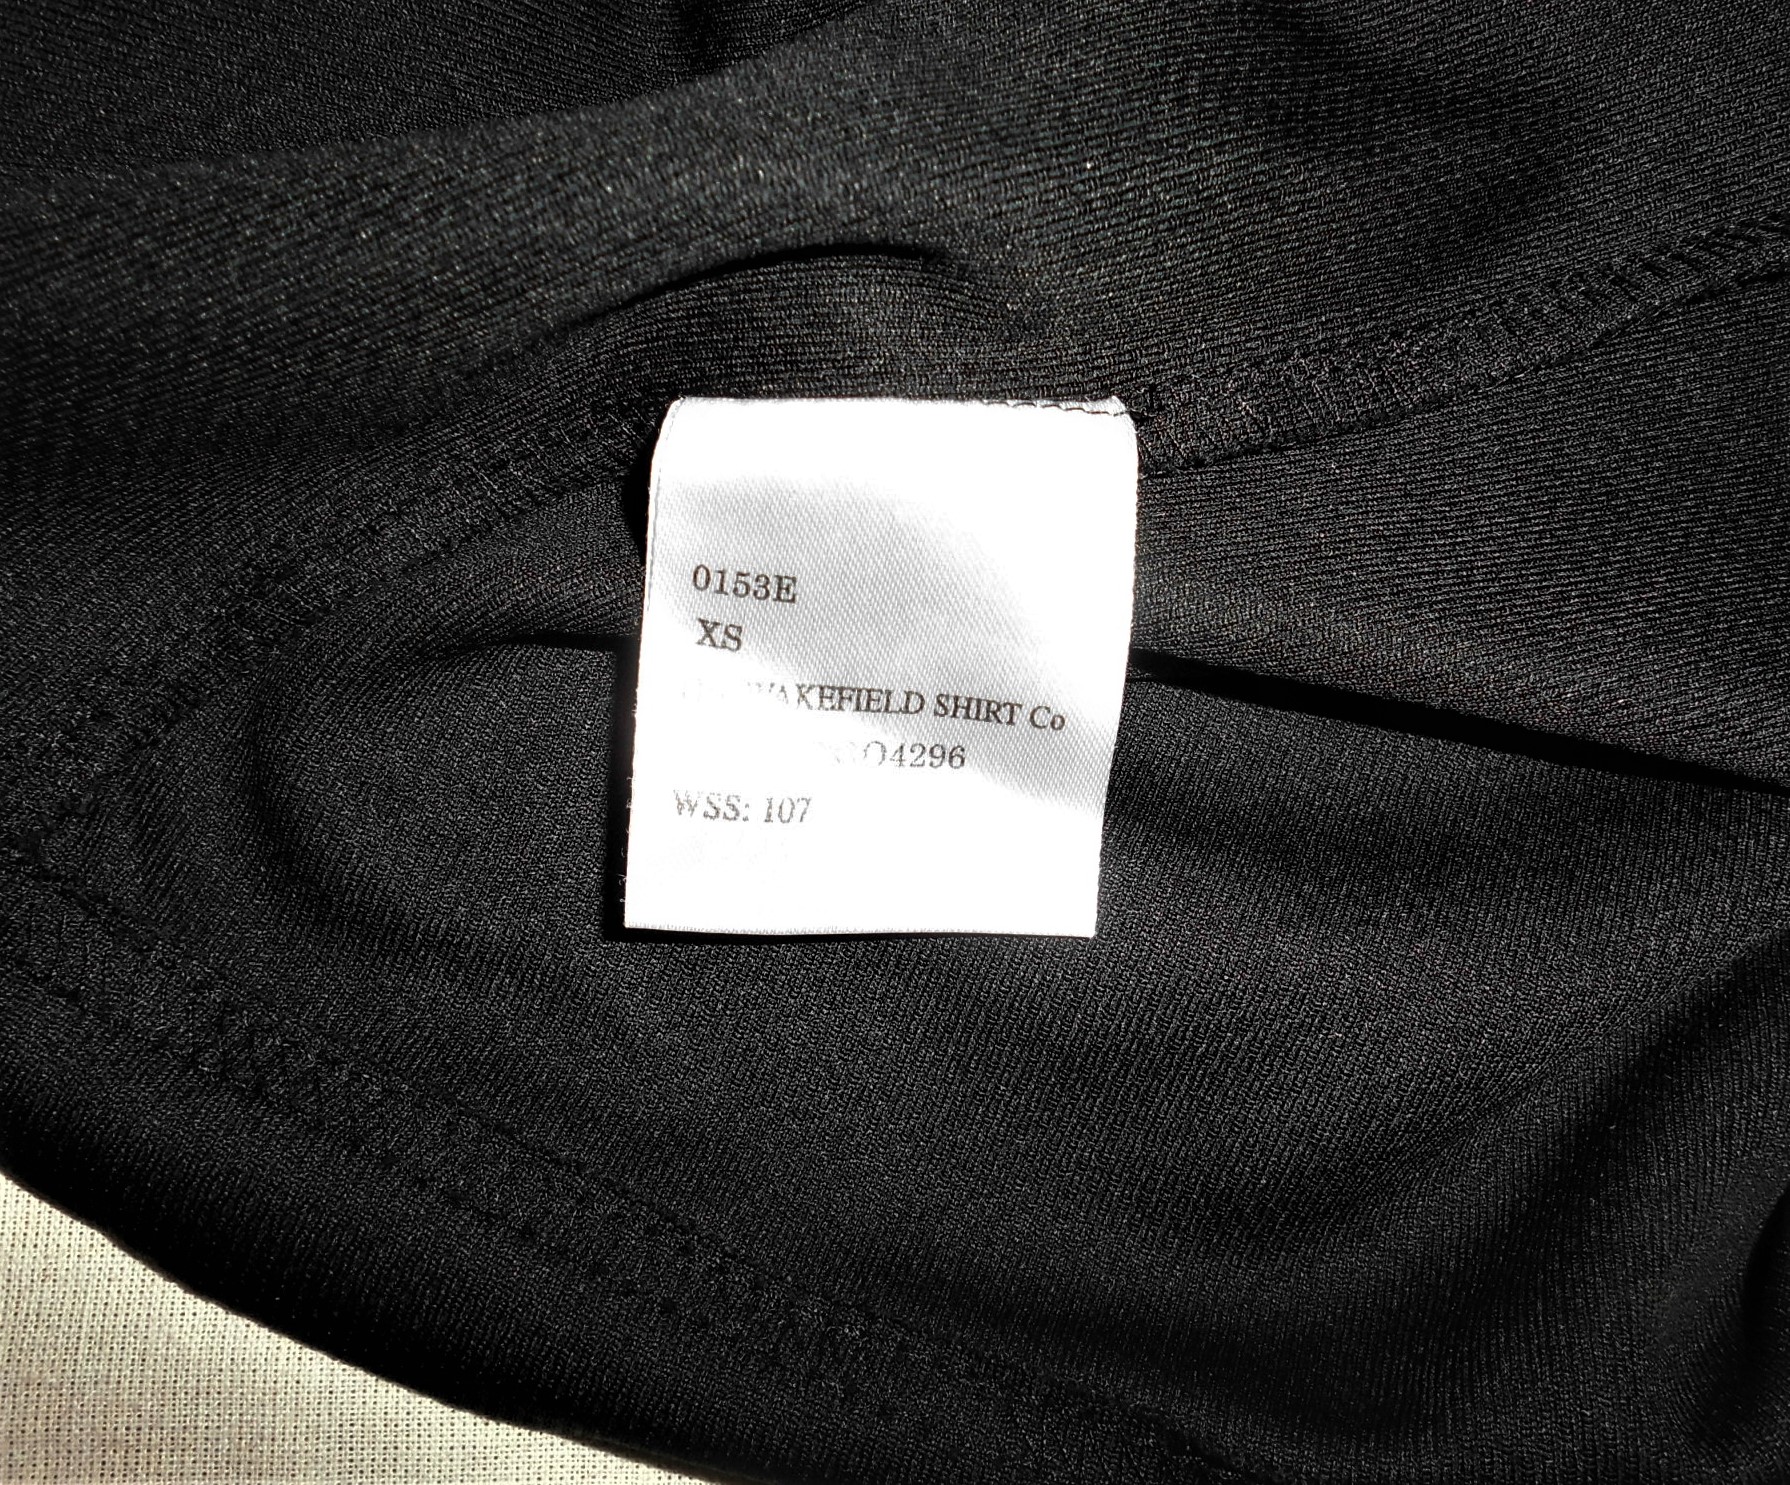 0153E
XS
WAKEFIELD SHIRT Co
WSS: 107